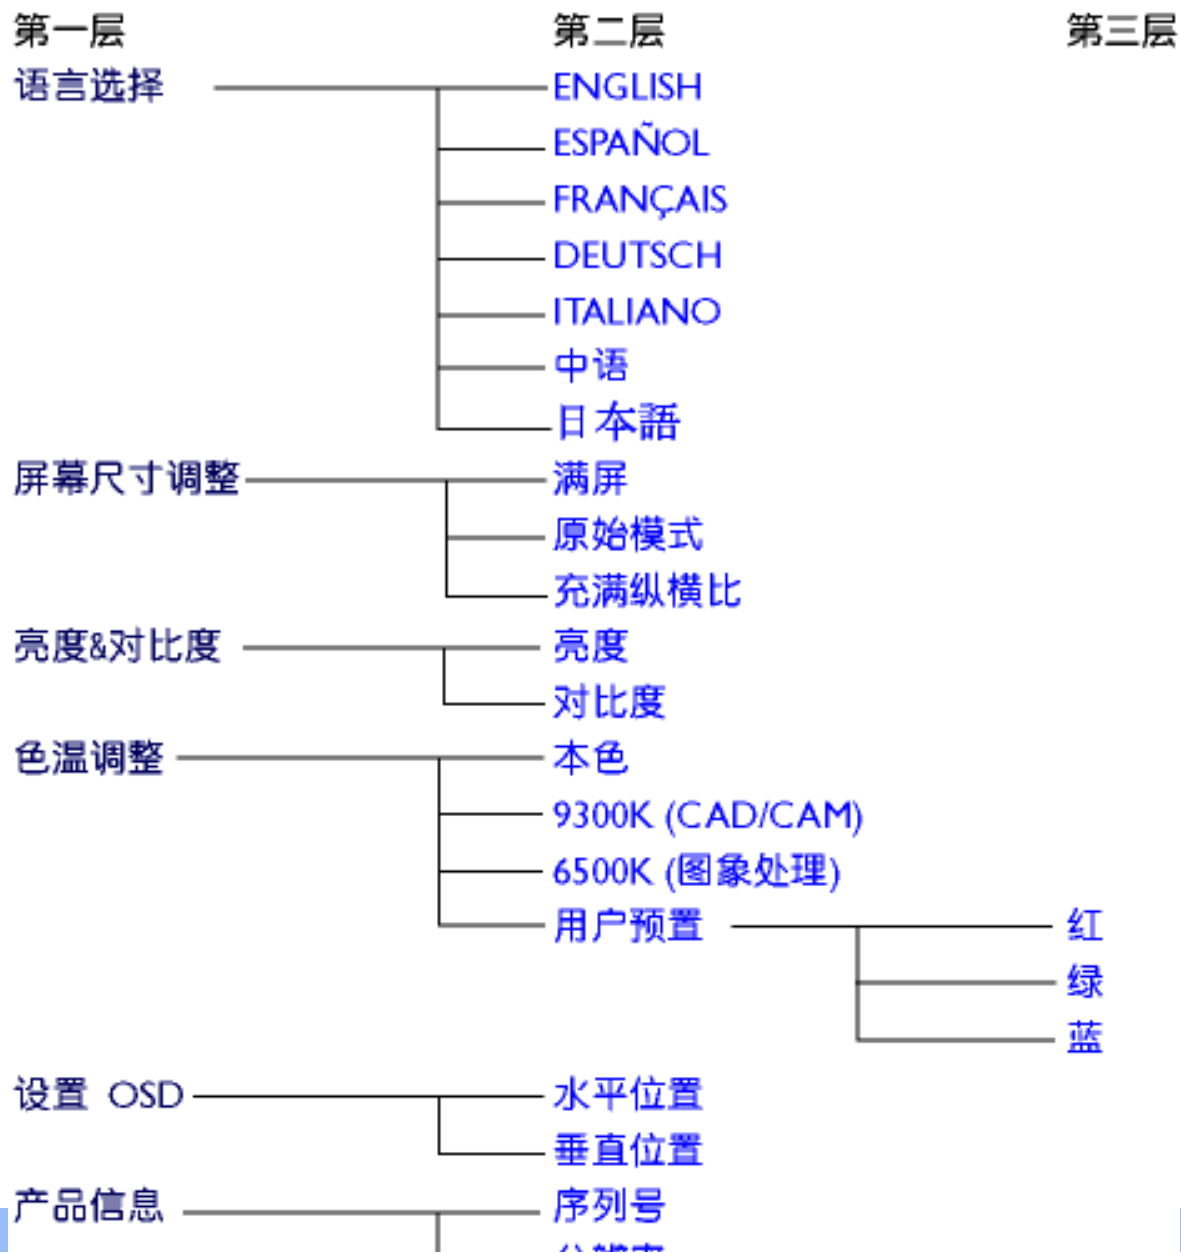 第一层 第二层 第三层
语言选择 ENGLISH
ESPAÑOL
FRANÇAIS
DEUTSCH
ITALIANO
中语
日本語
屏幕尺寸调整 满屏
原始模式
充满纵横比
亮度&对比度 亮度
对比度
色温调整 本色
9300K (CAD/CAM)
6500K (图象处理)
用户预置 红
绿
蓝
设置 OSD 水平位置
垂直位置
产品信息 序列号